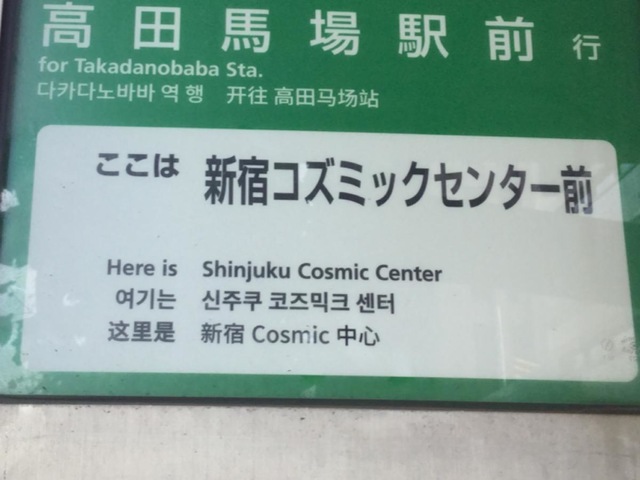 高田馬場駅前 行
for Takadanobaba Sta.
다카다노바바 역 행 开往 高田马场站
ここは 新宿コズミックセンター前
Here is Shinjuku Cosmic Center
여기는 신주쿠 코즈믹크 센터
这里是 新宿 Cosmic 中心